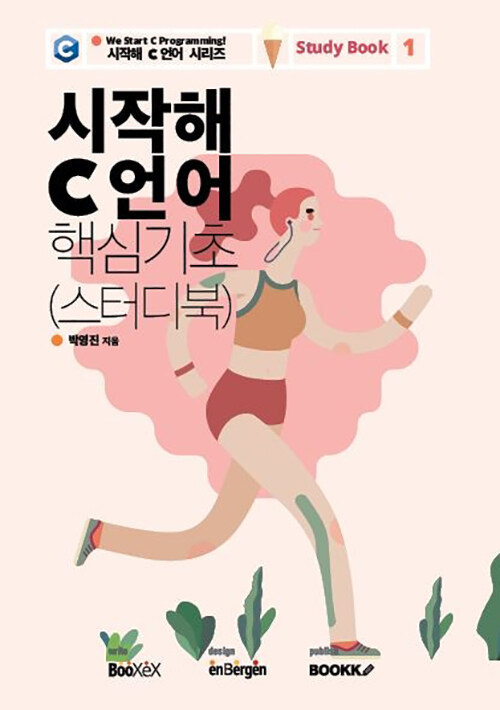 We Start C Programming!
시작해 C 언어 시리즈
Study Book 1
시작해
C 언어
핵심기초
(스터디북)
박영진 지음
write design publish
BooXeX enBergen BOOKK